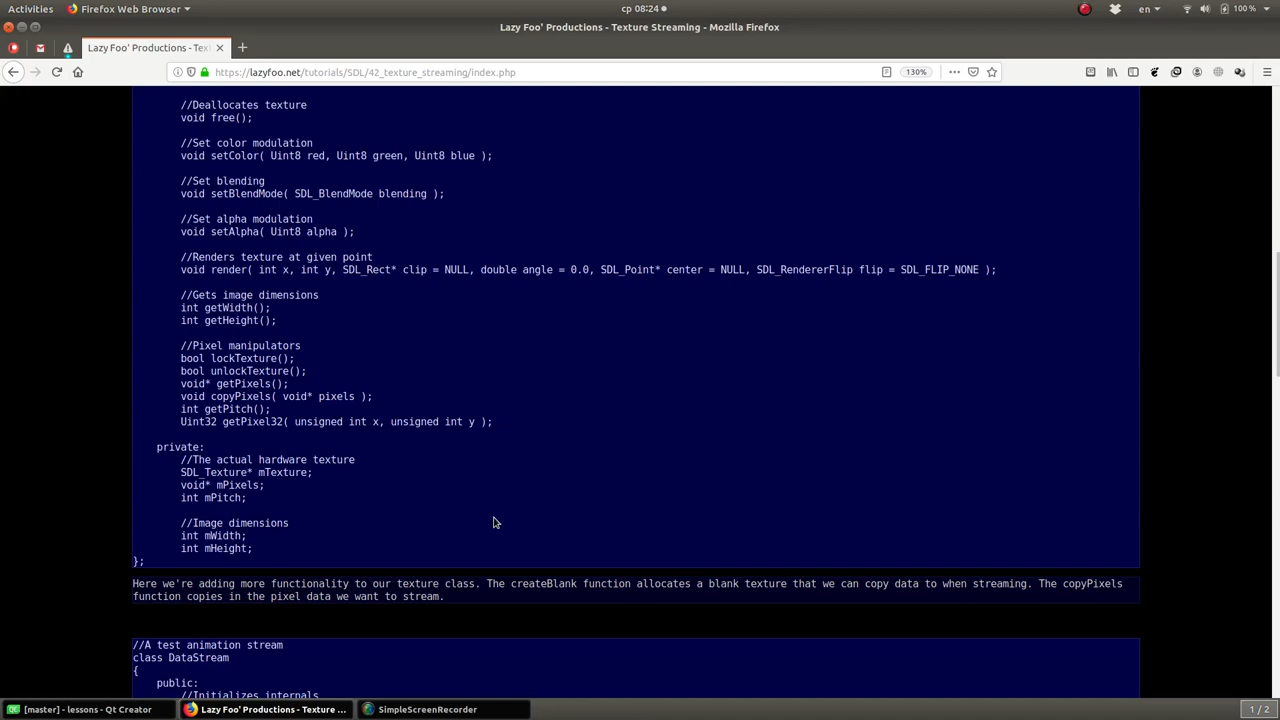 Activities
Firefox Web Browser
ср 08:24
en
100 %
Lazy Foo' Productions - Texture Streaming - Mozilla Firefox
Lazy Foo' Productions - Tex
https://lazyfoo.net/tutorials/SDL/42_texture_streaming/index.php
130%
//Deallocates texture
void free();
//Set color modulation
void setColor( Uint8 red, Uint8 green, Uint8 blue );
//Set blending
void setBlendMode( SDL_BlendMode blending );
//Set alpha modulation
void setAlpha( Uint8 alpha );
//Renders texture at given point
void render( int x, int y, SDL_Rect* clip = NULL, double angle = 0.0, SDL_Point* center = NULL, SDL_RendererFlip flip = SDL_FLIP_NONE );
//Gets image dimensions
int getWidth();
int getHeight();
//Pixel manipulators
bool lockTexture();
bool unlockTexture();
void* getPixels();
void copyPixels( void* pixels );
int getPitch();
Uint32 getPixel32( unsigned int x, unsigned int y );
private:
//The actual hardware texture
SDL_Texture* mTexture;
void* mPixels;
int mPitch;
//Image dimensions
int mWidth;
int mHeight;
};
Here we're adding more functionality to our texture class. The createBlank function allocates a blank texture that we can copy data to when streaming. The copyPixels
function copies in the pixel data we want to stream.
//A test animation stream
class DataStream
{
public:
//Initializes internals
[master] - lessons - Qt Creator
Lazy Foo' Productions - Texture ...
SimpleScreenRecorder
1 / 2